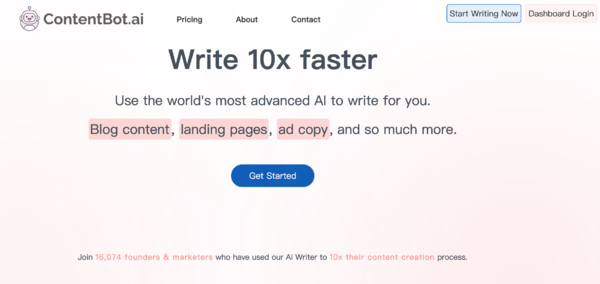 ContentBot.ai Pricing About Contact Start Writing Now Dashboard Login
Write 10x faster
Use the world's most advanced AI to write for you.
Blog content, landing pages, ad copy, and so much more.
Get Started
Join 16,074 founders & marketers who have used our Ai Writer to 10x their content creation process.